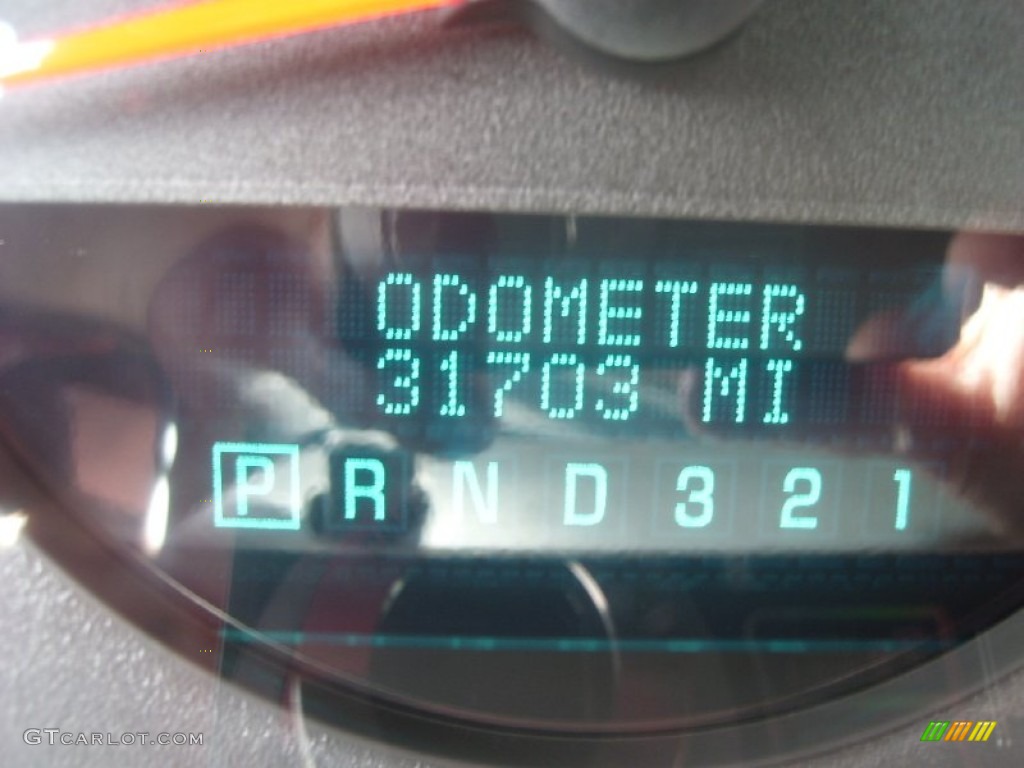 ODOMETER
31703 MI
P R N D 3 2 1
GTCARLOT.COM